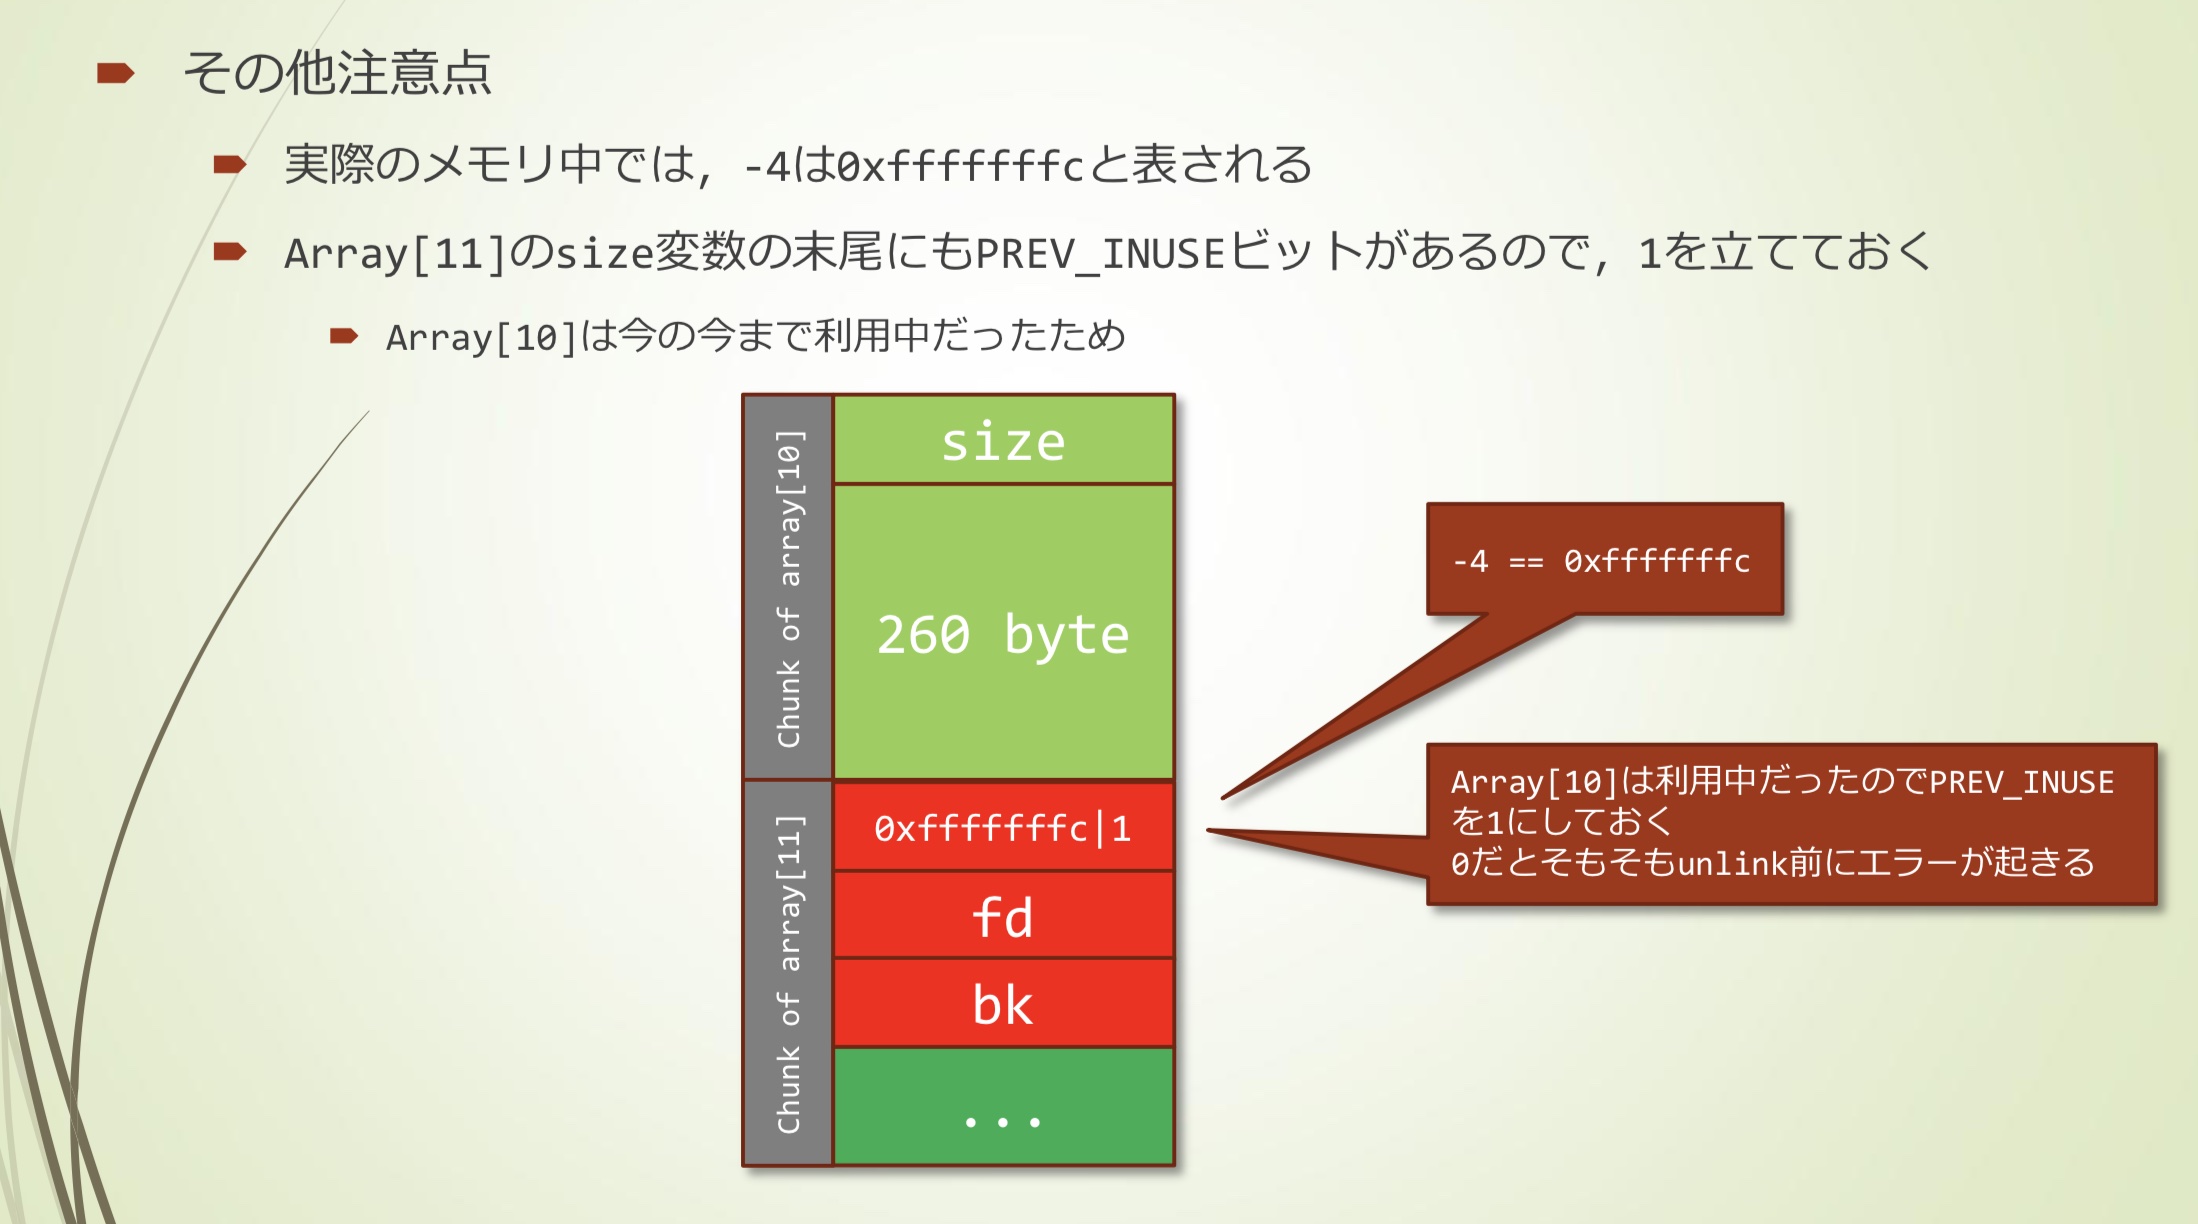 その他注意点
実際のメモリ中では，-4は0xfffffffcと表される
Array[11]のsize変数の末尾にもPREV_INUSEビットがあるので，1を立てておく
Array[10]は今の今まで利用中だったため
Chunk of array[10]
size
260 byte
-4 == 0xfffffffc
Chunk of array[11]
0xfffffffc|1
fd
bk
...
Array[10]は利用中だったのでPREV_INUSE
を1にしておく
0だとそもそもunlink前にエラーが起きる